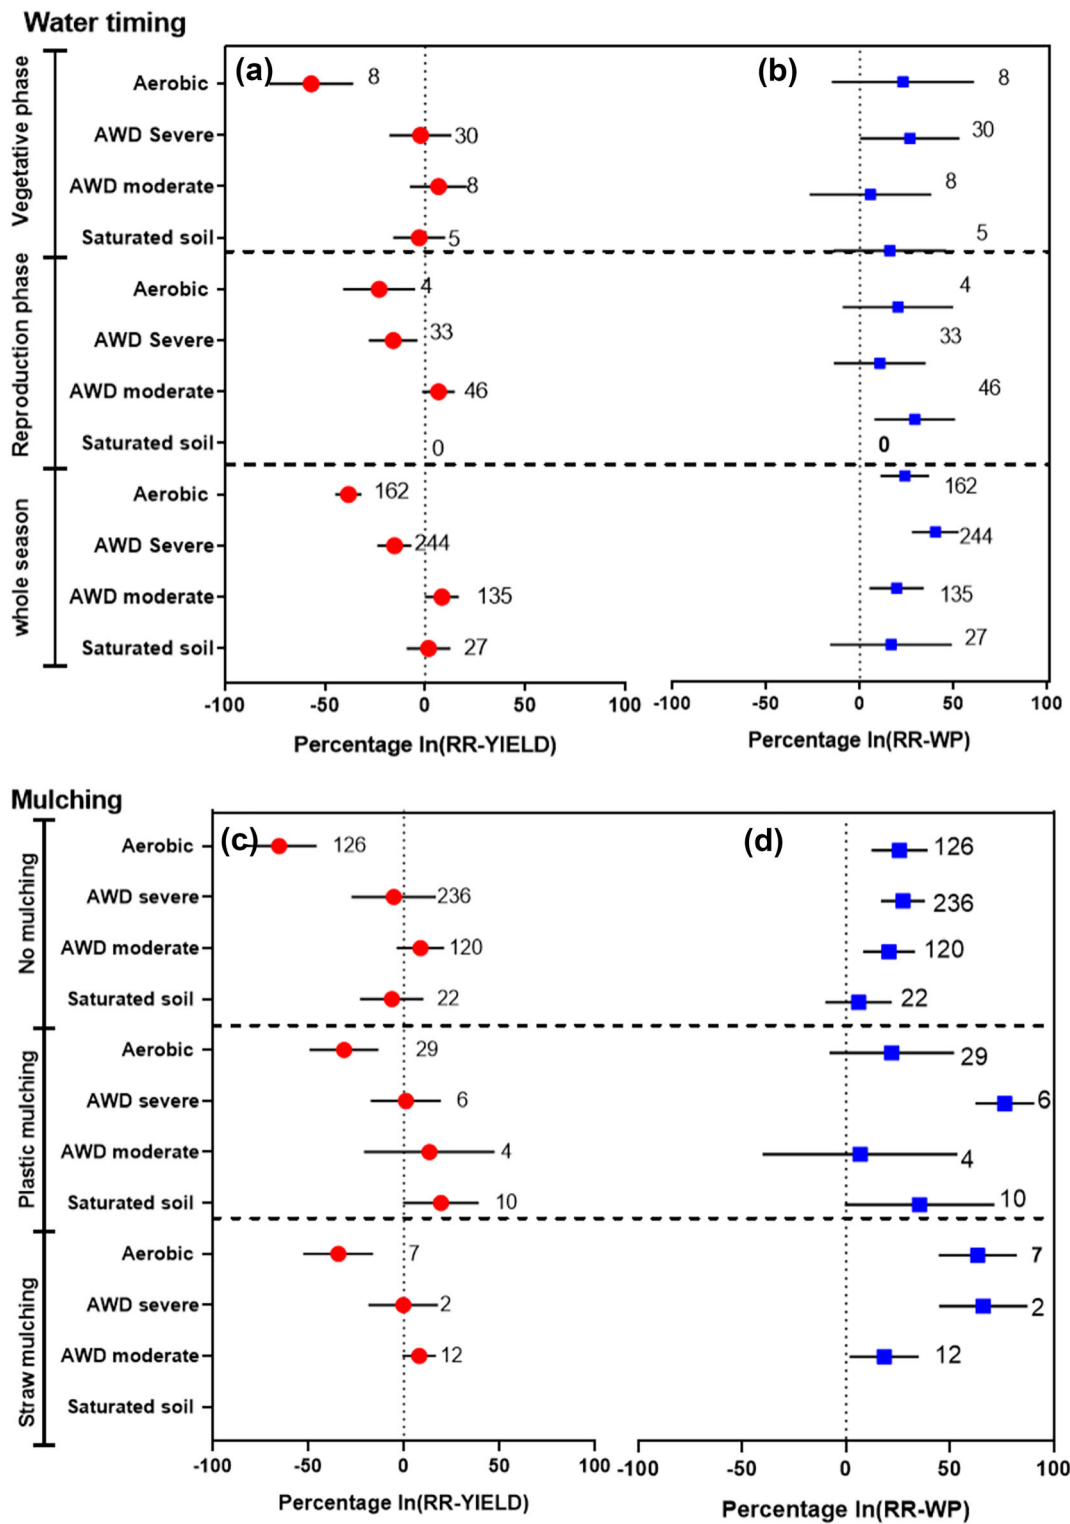 Water timing
(a)
(b)
Vegetative phase
Aerobic 8 8
AWD Severe 30 30
AWD moderate 8 8
Saturated soil 5 5
Reproduction phase
Aerobic 4 4
AWD Severe 33 33
AWD moderate 46 46
Saturated soil 0 0
whole season
Aerobic 162 162
AWD Severe 244 244
AWD moderate 135 135
Saturated soil 27 27
-100 -50 0 50 100 -100 -50 0 50 100
Percentage ln(RR-YIELD) Percentage ln(RR-WP)
Mulching
(c)
(d)
No mulching
Aerobic 126 126
AWD severe 236 236
AWD moderate 120 120
Saturated soil 22 22
Plastic mulching
Aerobic 29 29
AWD severe 6 6
AWD moderate 4 4
Saturated soil 10 10
Straw mulching
Aerobic 7 7
AWD severe 2 2
AWD moderate 12 12
Saturated soil
-100 -50 0 50 100 -100 -50 0 50 100
Percentage ln(RR-YIELD) Percentage ln(RR-WP)